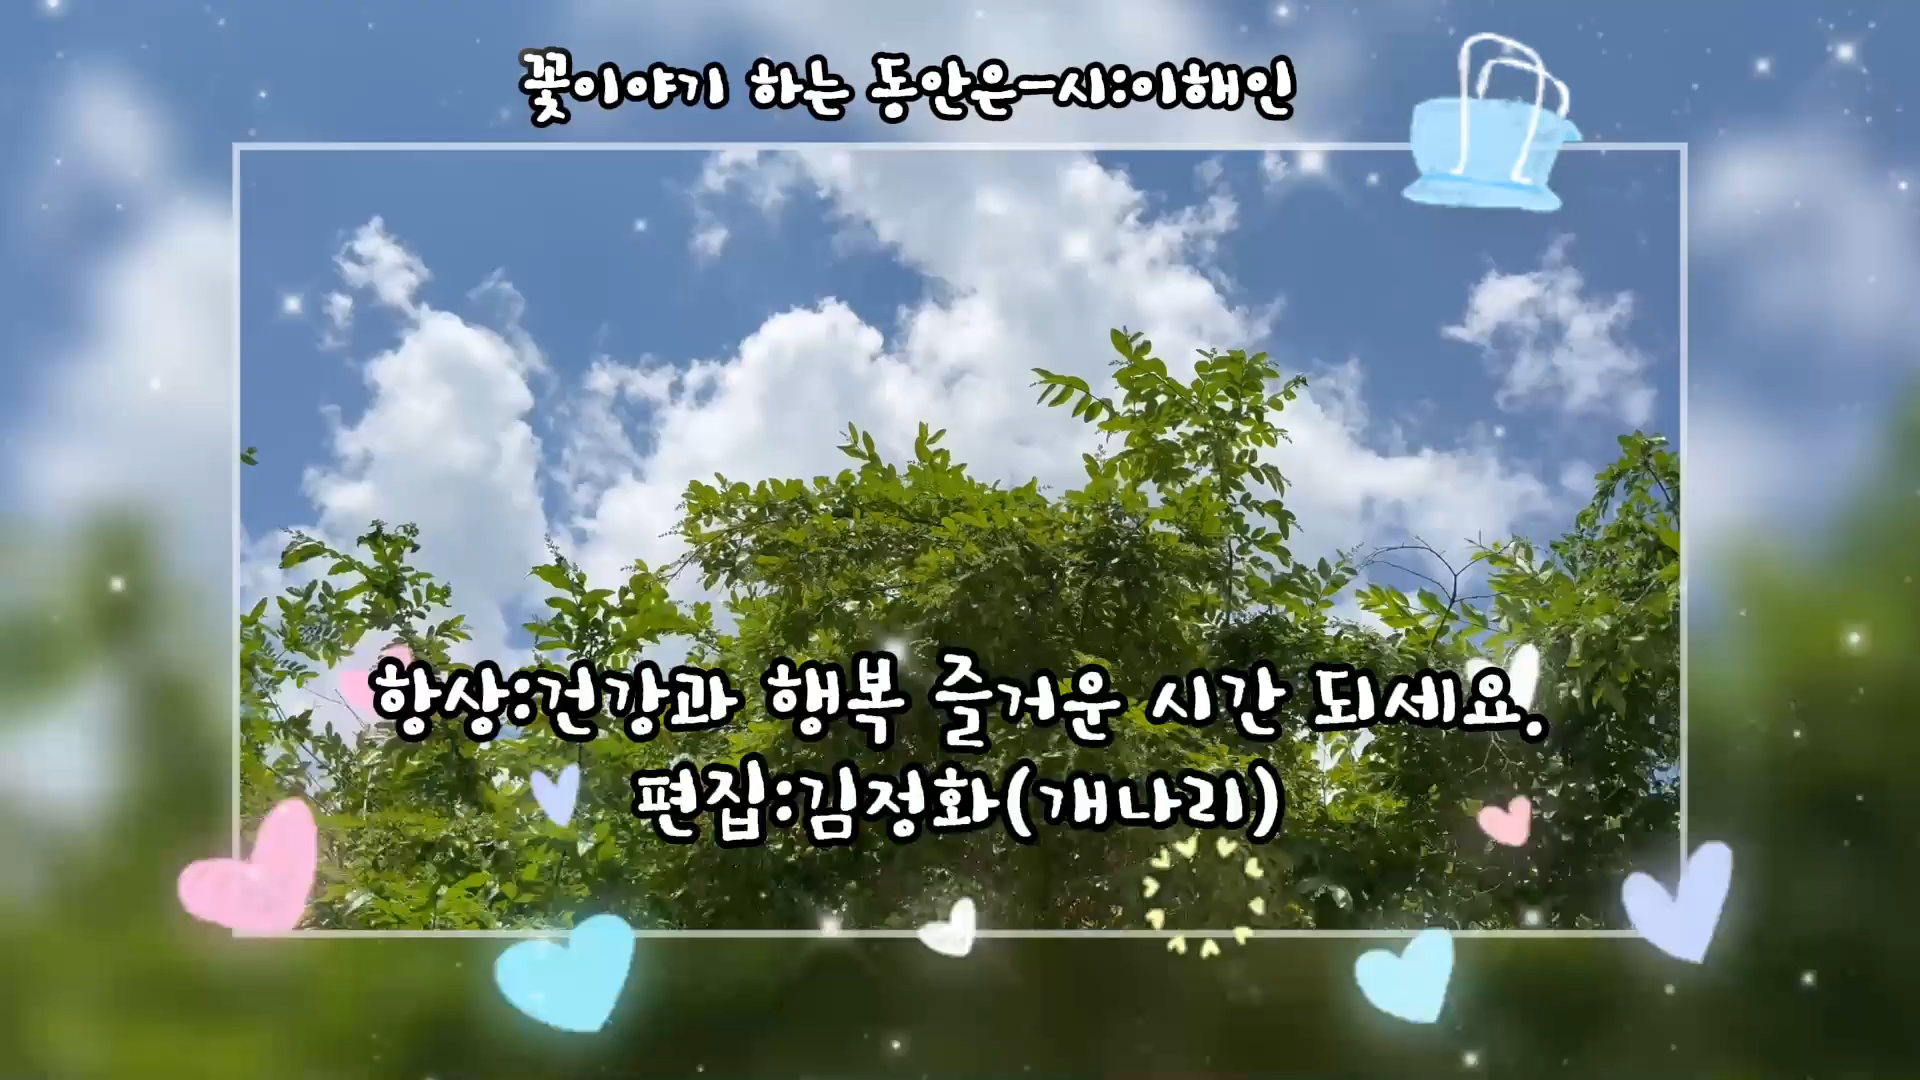 꽃이야기 하는 동안은-시:이해인
항상:건강과 행복 즐거운 시간 되세요.
편집:김정화(개나리)